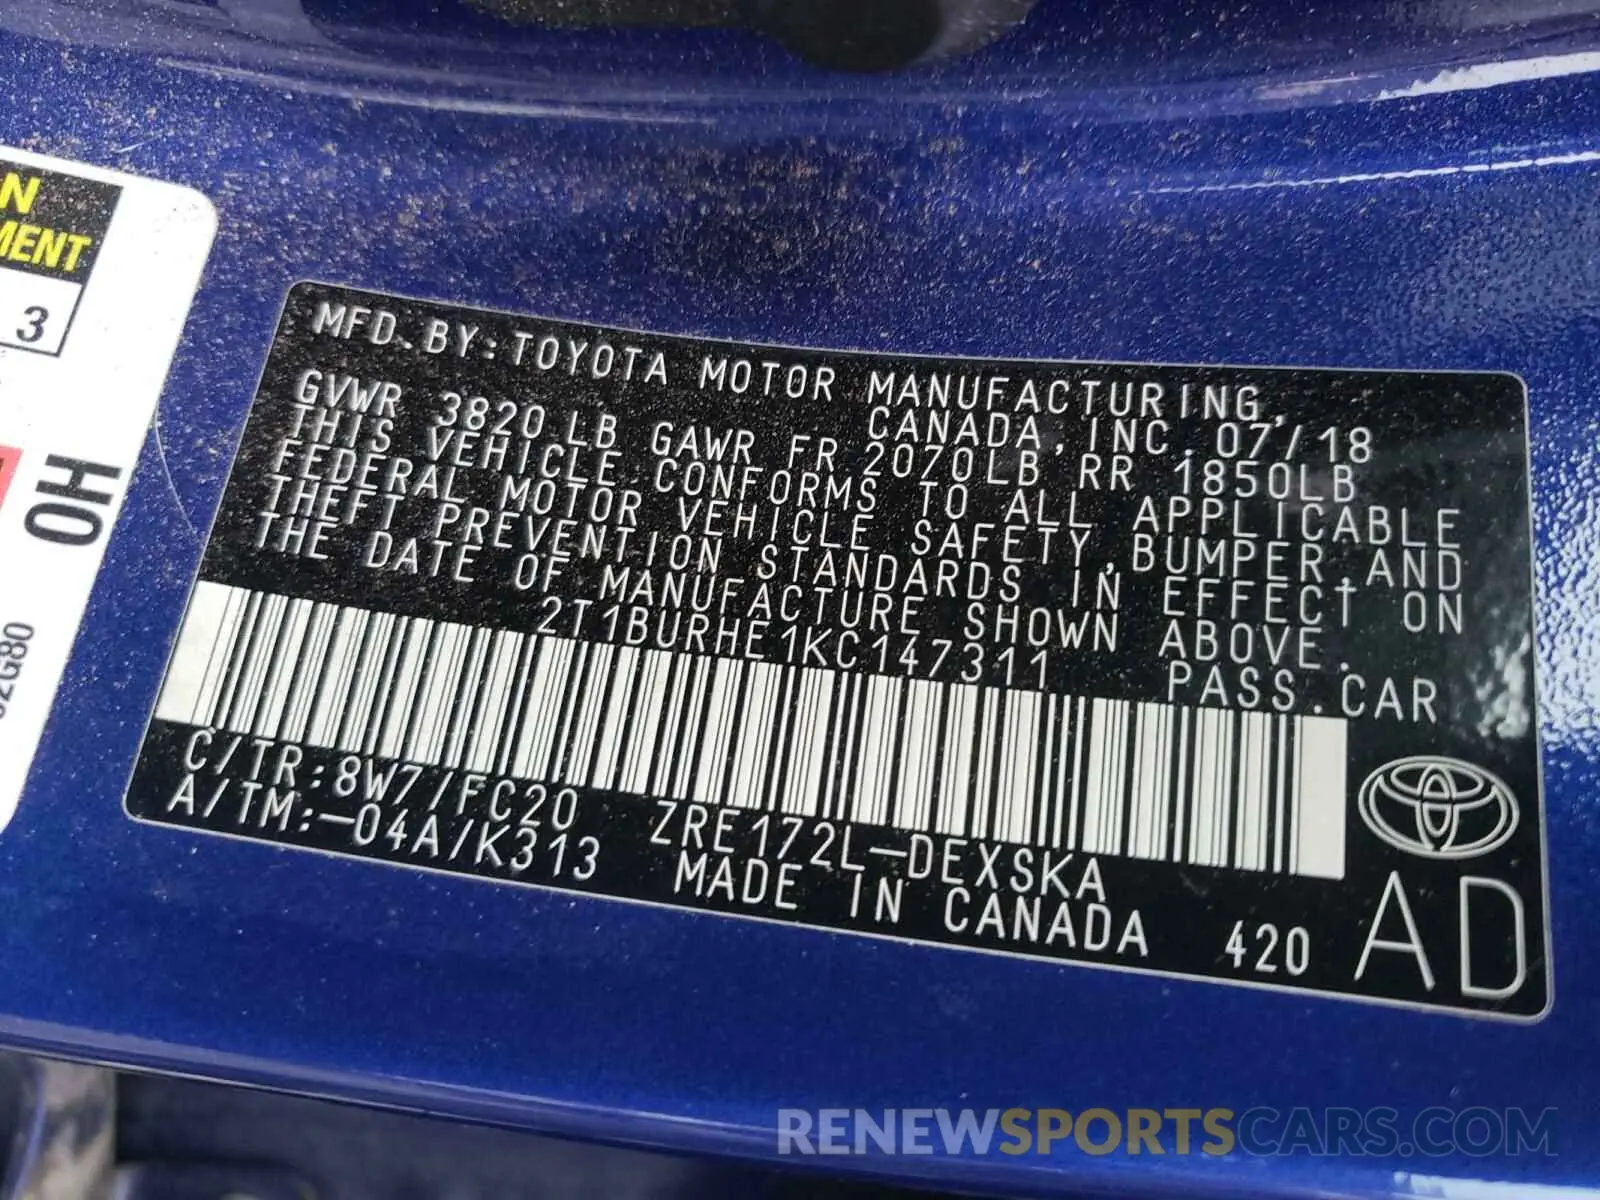 N
MENT
3
HO
MFD. BY: TOYOTA MOTOR MANUFACTURING,
CANADA, INC. 07/18
GVWR 3820 LB GAWR FR 2070LB RR 1850LB
THIS VEHICLE CONFORMS TO ALL APPLICABLE
FEDERAL MOTOR VEHICLE SAFETY, BUMPER, AND
THEFT PREVENTION STANDARDS IN EFFECT ON
THE DATE OF MANUFACTURE SHOWN ABOVE.
2T1BURHE1KC147311 PASS. CAR
C/TR: 8W7/FC20 ZRE172L-DEXSKA
A/TM:-04A/K313 MADE IN CANADA 420 AD
RENEWSPORTSCARS.COM